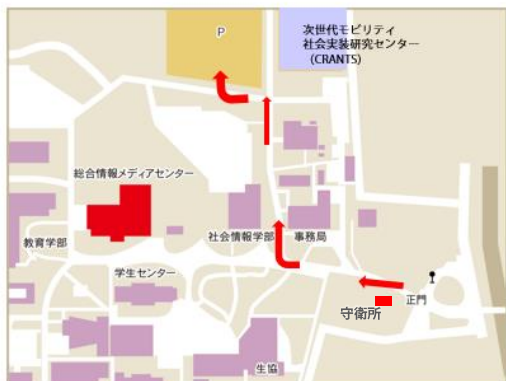 P
次世代モビリティ
社会実装研究センター
(CRANTS)
総合情報メディアセンター
教育学部
社会情報学部
事務局
学生センター
正門
守衛所
生協